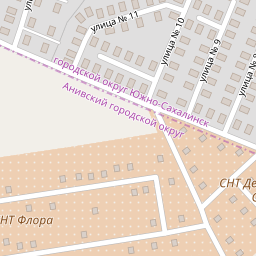 улица № 11
улица № 10
улица № 9
городской округ Южно-Сахалинск
Анивский городской округ
СНТ Де
НТ Флора